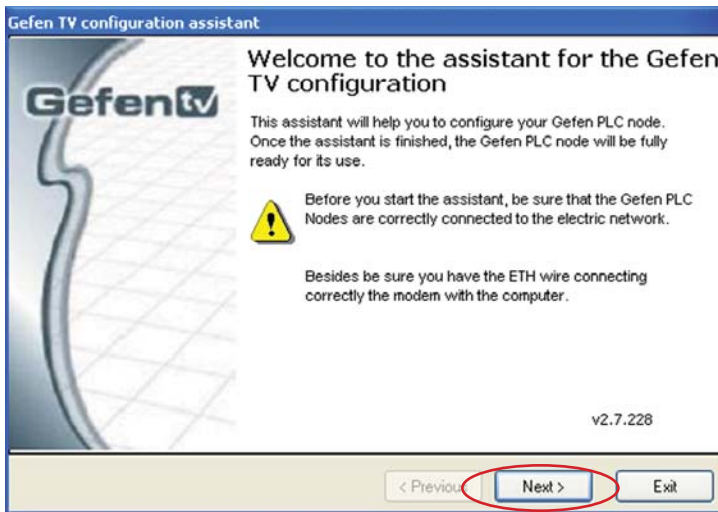 Gefen TV configuration assistant
Gefen tv
Welcome to the assistant for the Gefen
TV configuration
This assistant will help you to configure your Gefen PLC node.
Once the assistant is finished, the Gefen PLC node will be fully
ready for its use.
Before you start the assistant, be sure that the Gefen PLC
Nodes are correctly connected to the electric network.
Besides be sure you have the ETH wire connecting
correctly the modem with the computer.
v2.7.228
< Previous
Next >
Exit